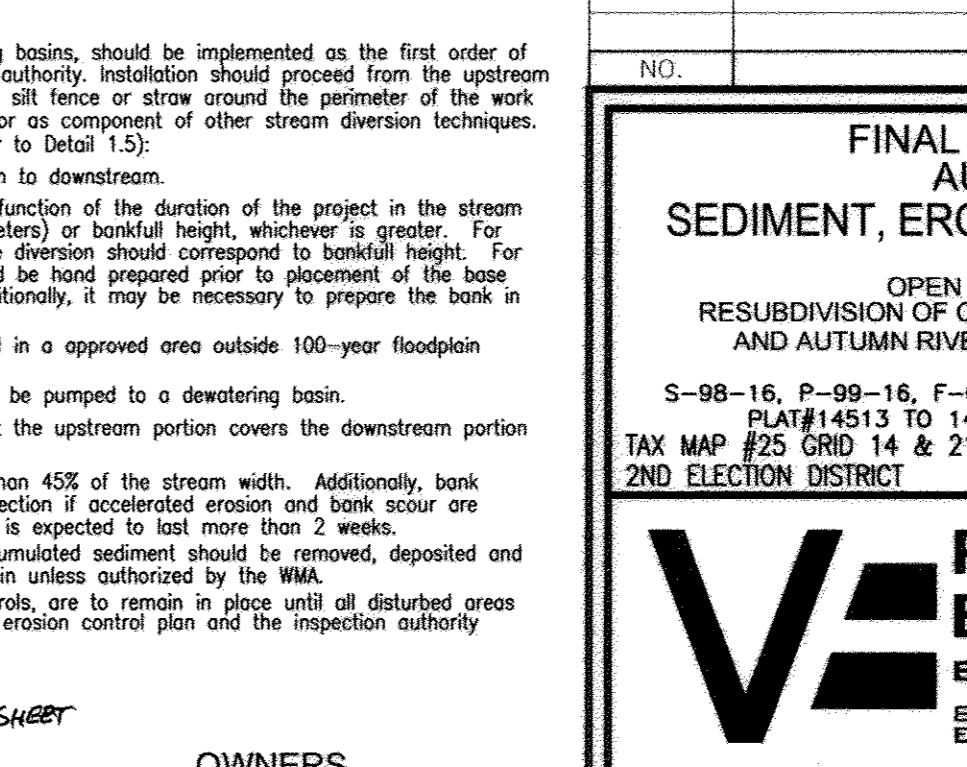 basins, should be implemented as the first order of
authority. Installation should proceed from the upstream
silt fence or straw around the perimeter of the work
or as component of other stream diversion techniques.
to Detail 1.5):
to downstream.
function of the duration of the project in the stream
or bankfull height, whichever is greater. For
diversion should correspond to bankfull height. For
be hand prepared prior to placement of the base
it may be necessary to prepare the bank in
in a approved area outside 100-year floodplain
be pumped to a dewatering basin.
the upstream portion covers the downstream portion
45% of the stream width. Additionally, bank
if accelerated erosion and bank scour are
is expected to last more than 2 weeks.
sediment should be removed, deposited and
unless authorized by the WMA.
are to remain in place until all disturbed areas
erosion control plan and the inspection authority
SHEET
OWNERS
NO.
FINAL
AU
SEDIMENT, ERO
OPEN
RESUBDIVISION OF
AND AUTUMN RIVE
S-98-16, P-99-16, F-
PLAT#14513 TO 14
TAX MAP #25 GRID 14 & 2
2ND ELECTION DISTRICT